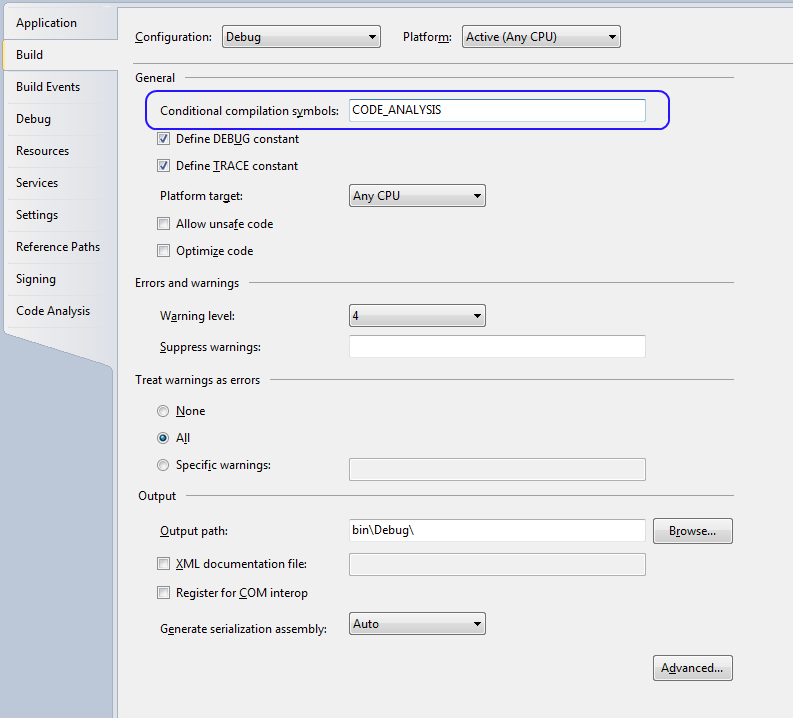 Application
Build
Build Events
Debug
Resources
Services
Settings
Reference Paths
Signing
Code Analysis
Configuration: Debug Platform: Active (Any CPU)
General
Conditional compilation symbols: CODE_ANALYSIS
Define DEBUG constant
Define TRACE constant
Platform target: Any CPU
Allow unsafe code
Optimize code
Errors and warnings
Warning level: 4
Suppress warnings:
Treat warnings as errors
None
All
Specific warnings:
Output
Output path: bin\Debug\ Browse...
XML documentation file:
Register for COM interop
Generate serialization assembly: Auto
Advanced...